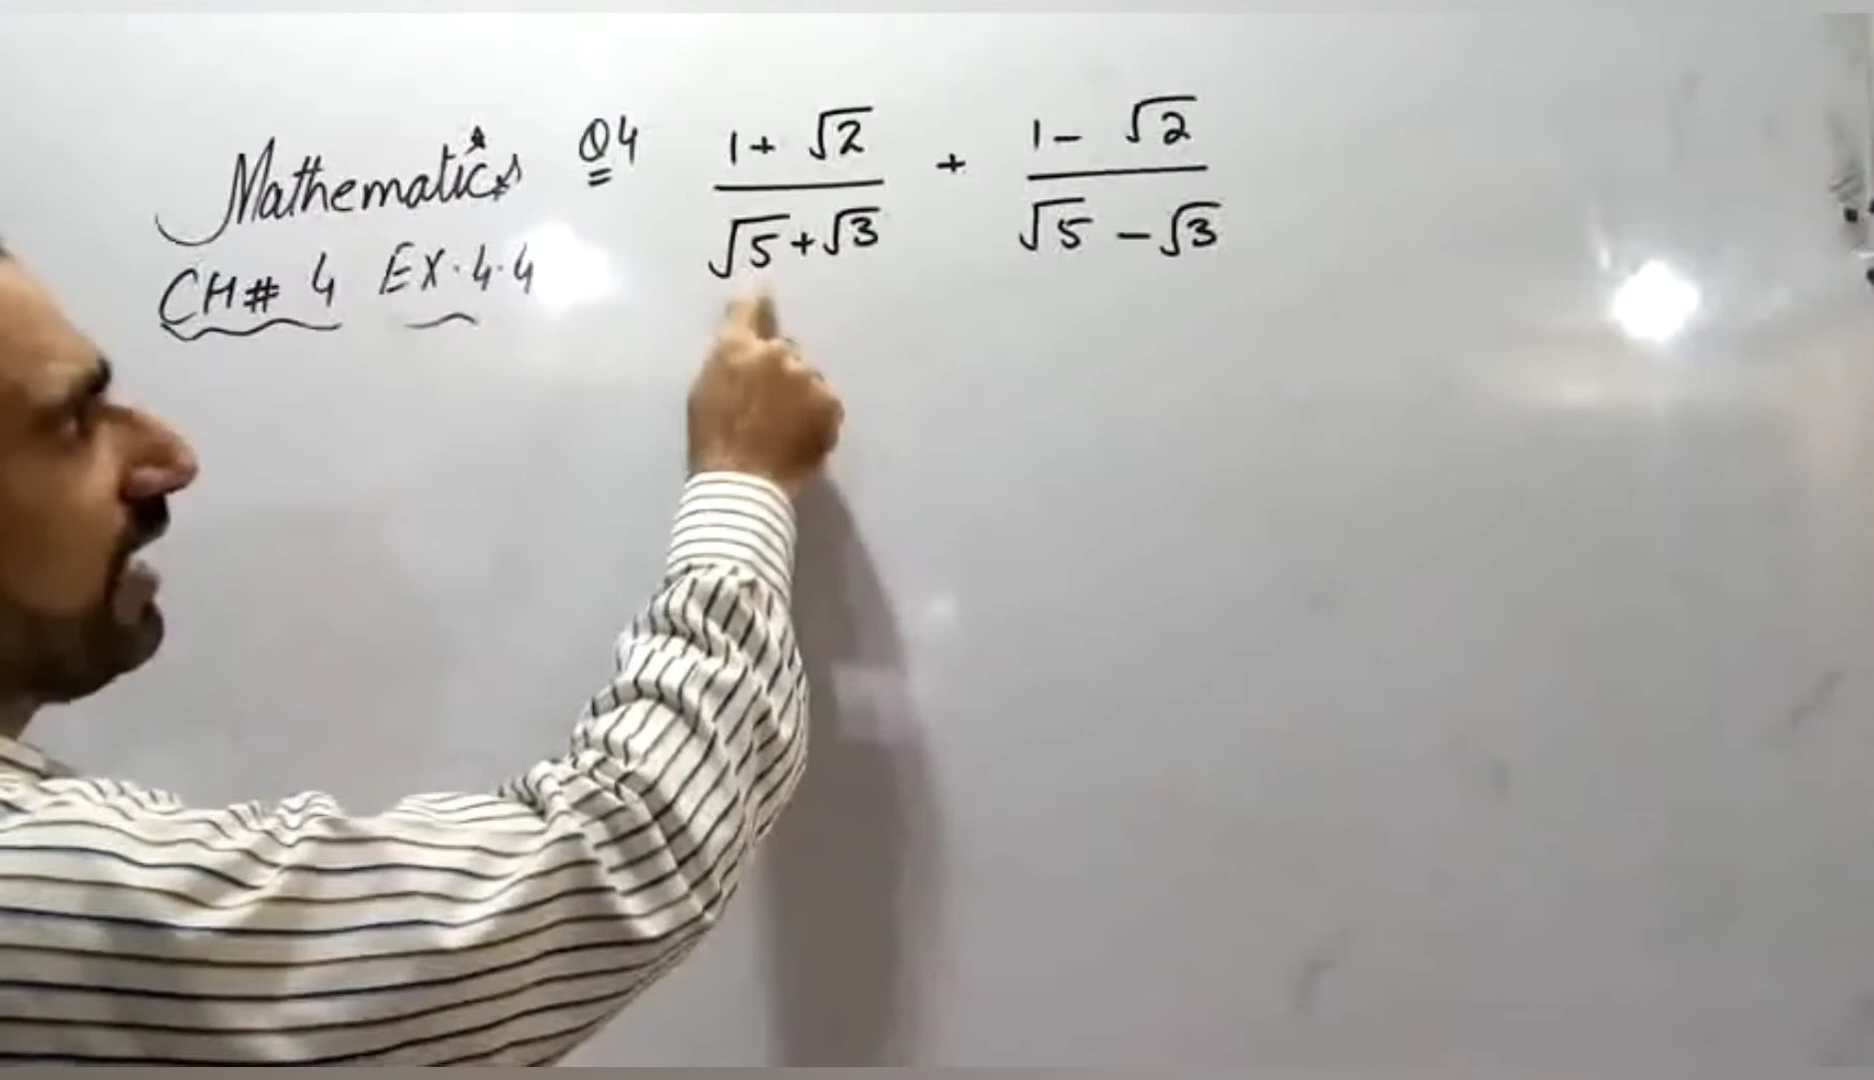 Mathematics
CH# 4 EX.4.4
Q4 (1 + √2)/(√5 + √3) + (1 - √2)/(√5 - √3)